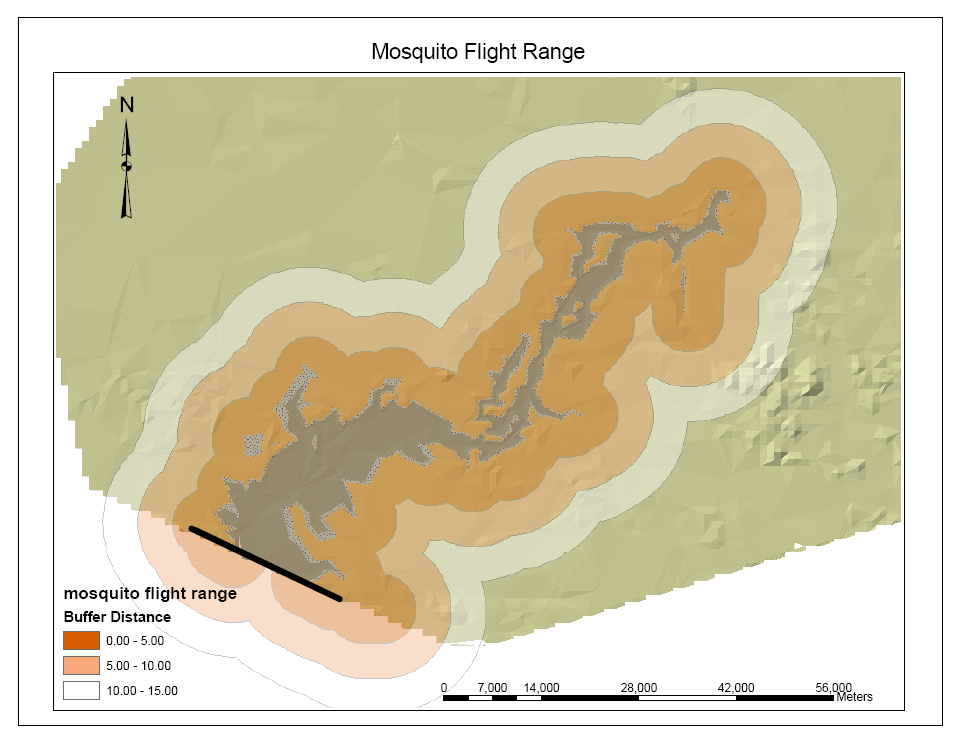 Mosquito Flight Range
N
mosquito flight range
Buffer Distance
0.00 - 5.00
5.00 - 10.00
10.00 - 15.00
0 7,000 14,000 28,000 42,000 56,000
Meters